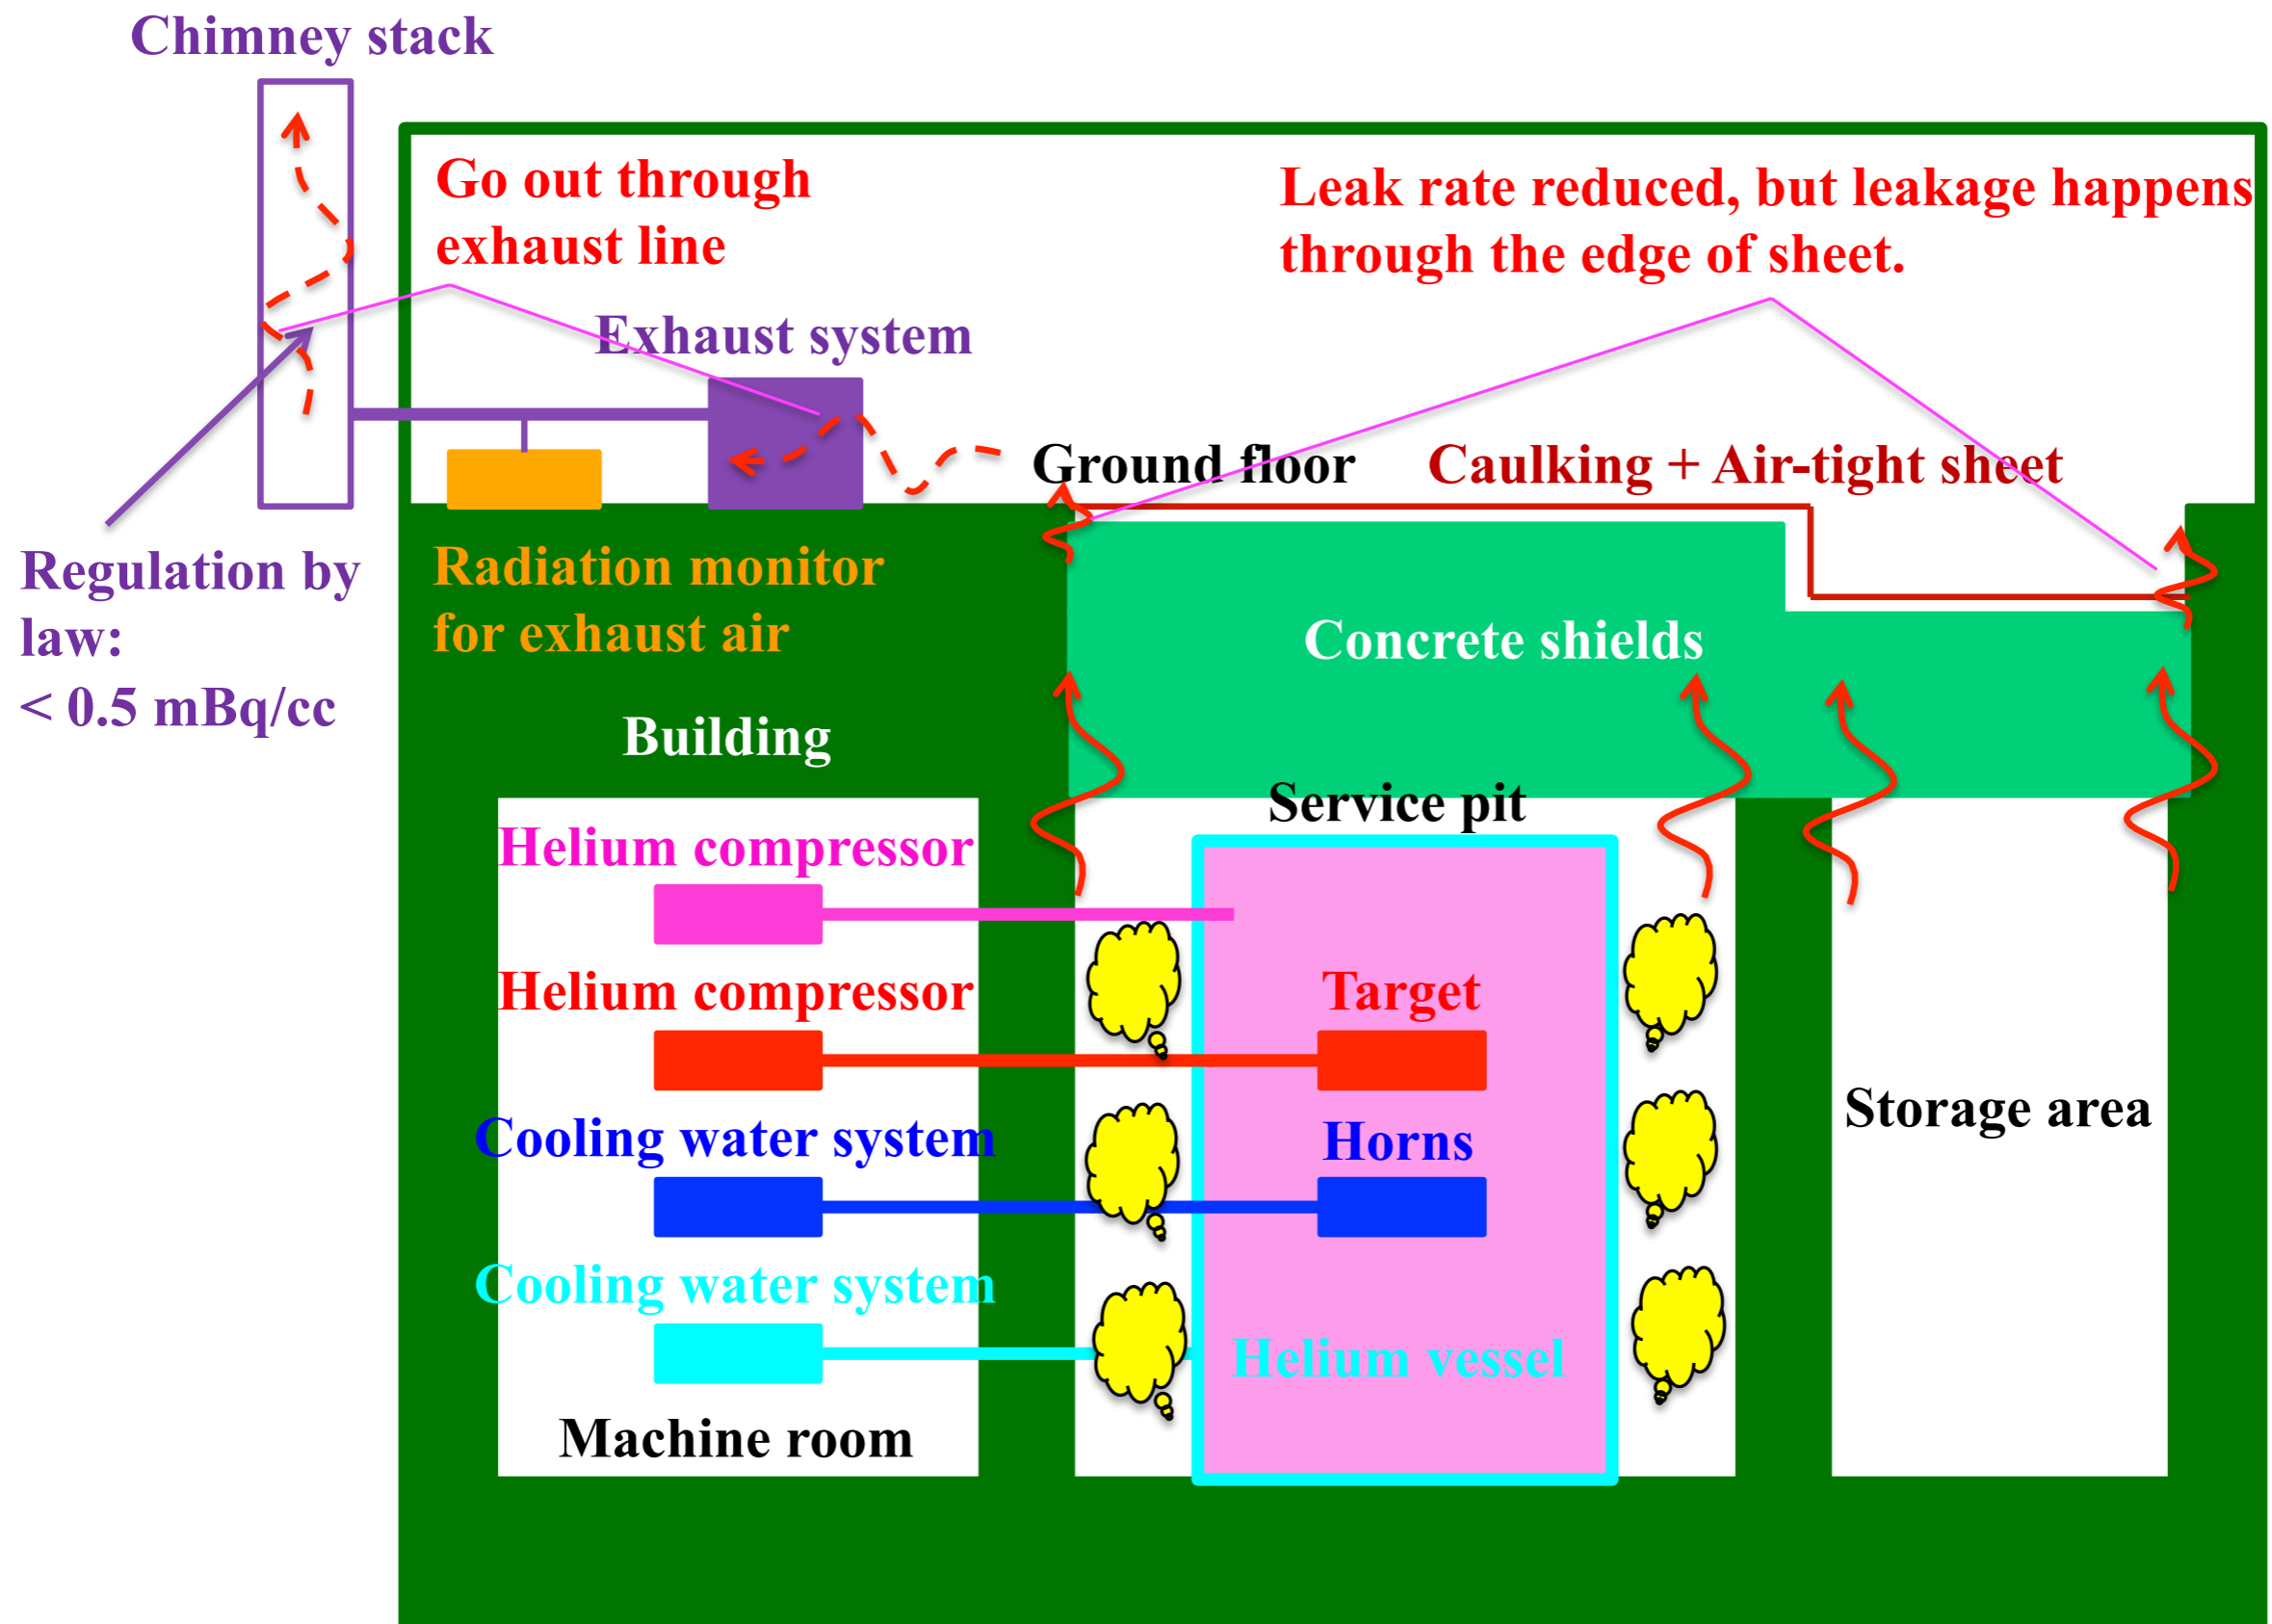 Chimney stack
Go out through
exhaust line
Leak rate reduced, but leakage happens
through the edge of sheet.
Exhaust system
Ground floor
Caulking + Air-tight sheet
Regulation by
law:
< 0.5 mBq/cc
Radiation monitor
for exhaust air
Concrete shields
Building
Service pit
Helium compressor
Helium compressor
Target
Cooling water system
Horns
Storage area
Cooling water system
Helium vessel
Machine room